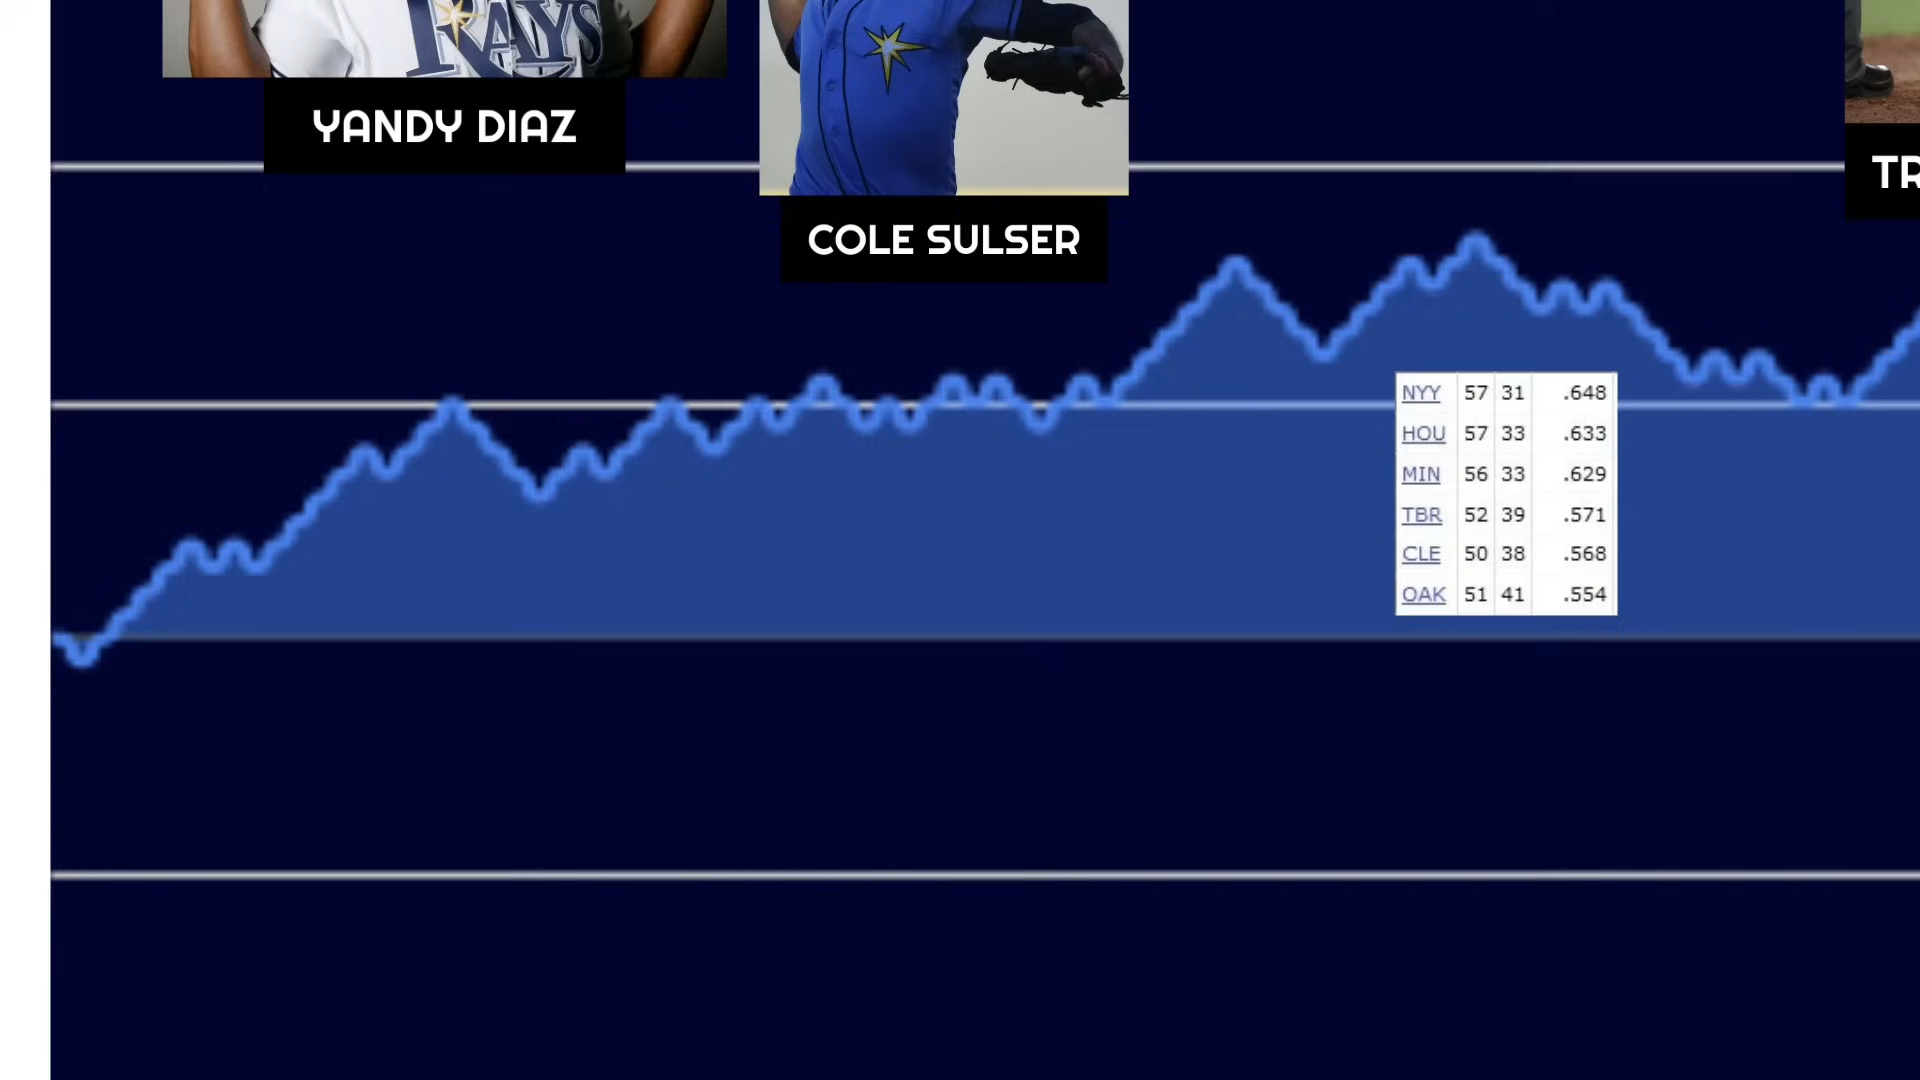 RAYS
YANDY DIAZ
TR
COLE SULSER
NYY 57 31 .648
HOU 57 33 .633
MIN 56 33 .629
TBR 52 39 .571
CLE 50 38 .568
OAK 51 41 .554